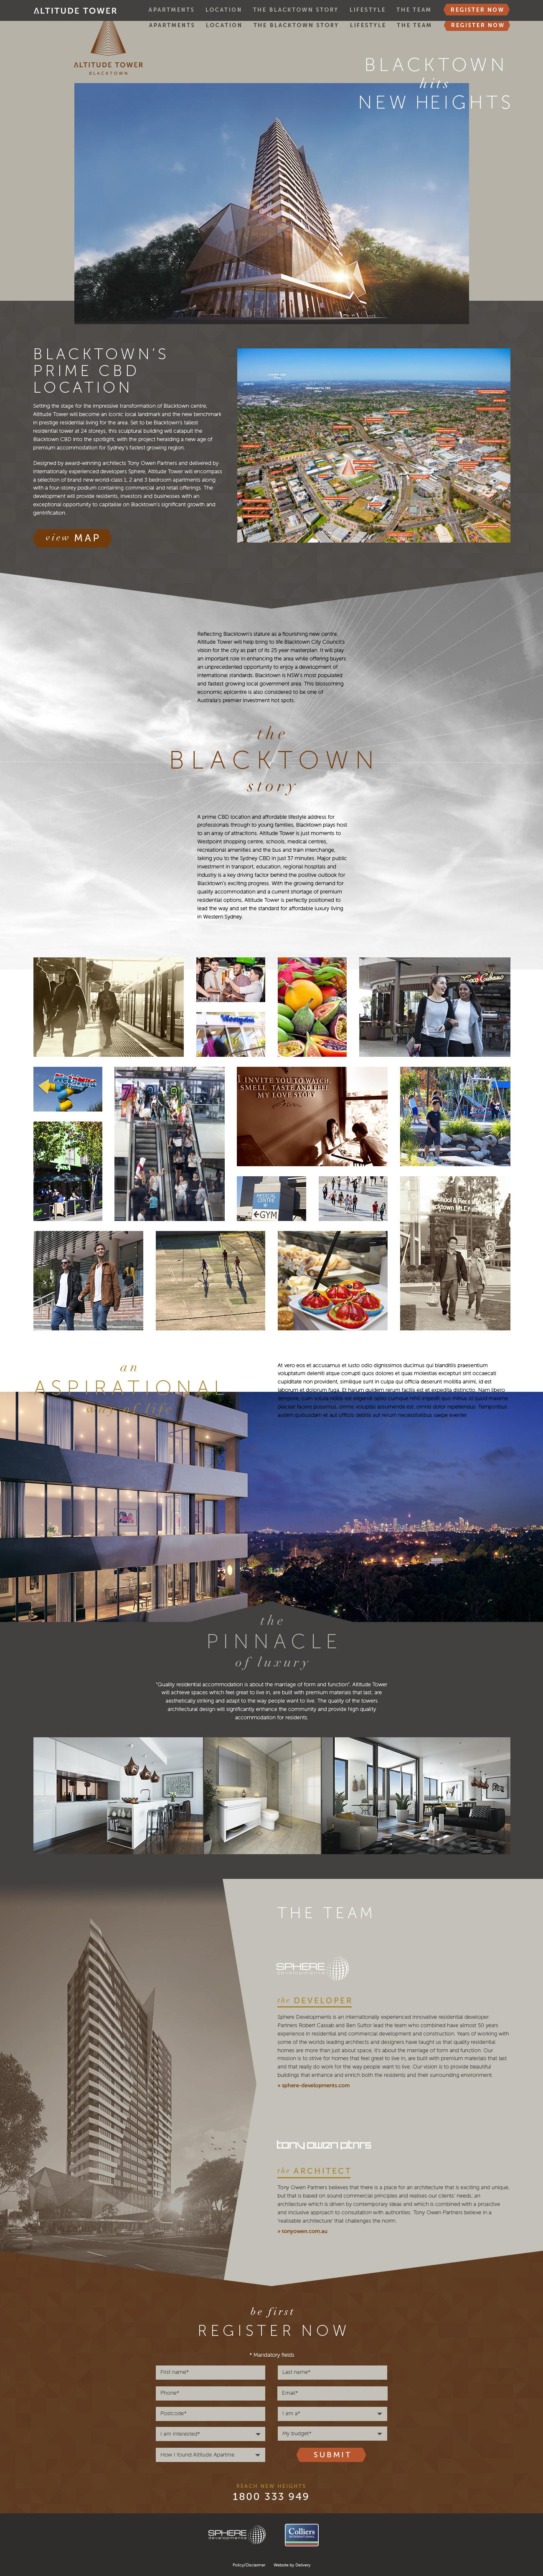 ALTITUDE TOWER
APARTMENTS LOCATION THE BLACKTOWN STORY LIFESTYLE THE TEAM REGISTER NOW
APARTMENTS LOCATION THE BLACKTOWN STORY LIFESTYLE THE TEAM REGISTER NOW
ALTITUDE TOWER
BLACKTOWN
BLACKTOWN
hits
NEW HEIGHTS
BLACKTOWN'S
PRIME CBD
LOCATION
Setting the stage for the impressive transformation of Blacktown centre,
Altitude Tower will become an iconic local landmark and the new benchmark
in prestige residential living for the area. Set to be Blacktown's tallest
residential tower at 24 storeys, this sculptural building will catapult the
Blacktown CBD into the spotlight, with the project heralding a new age of
premium accommodation for Sydney's fastest growing region.
Designed by award-winning architects Tony Owen Partners and delivered by
internationally experienced developers Sphere, Altitude Tower will encompass
a selection of brand new world-class 1, 2 and 3 bedroom apartments along
with a four-storey podium containing commercial and retail offerings. The
development will provide residents, investors and businesses with an
exceptional opportunity to capitalise on Blacktown's significant growth and
gentrification.
view MAP
Reflecting Blacktown's stature as a flourishing new centre,
Altitude Tower will help bring to life Blacktown City Council's
vision for the city as part of its 25 year masterplan. It will play
an important role in enhancing the area while offering buyers
an unprecedented opportunity to enjoy a development of
international standards. Blacktown is NSW's most populated
and fastest growing local government area. This blossoming
economic epicentre is also considered to be one of
Australia's premier investment hot spots.
the
BLACKTOWN
story
A prime CBD location and affordable lifestyle address for
professionals through to young families, Blacktown plays host
to an array of attractions. Altitude Tower is just moments to
Westpoint shopping centre, schools, medical centres,
recreational amenities and the bus and train interchange,
taking you to the Sydney CBD in just 37 minutes. Major public
investment in transport, education, regional hospitals and
industry is a key driving factor behind the positive outlook for
Blacktown's exciting progress. With the growing demand for
quality accommodation and a current shortage of premium
residential options, Altitude Tower is perfectly positioned to
lead the way and set the standard for affordable luxury living
in Western Sydney.
Westpoint
Coco Cubano
I INVITE YOU TO WATCH,
SMELL, TASTE AND FEEL
MY LOVE STORY
MEDICAL
CENTRE
GYM
an
ASPIRATIONAL
way of life
At vero eos et accusamus et iusto odio dignissimos ducimus qui blanditiis praesentium
voluptatum deleniti atque corrupti quos dolores et quas molestias excepturi sint occaecati
cupiditate non provident, similique sunt in culpa qui officia deserunt mollitia animi, id est
laborum et dolorum fuga. Et harum quidem rerum facilis est et expedita distinctio. Nam libero
tempore, cum soluta nobis est eligendi optio cumque nihil impedit quo minus id quod maxime
placeat facere possimus, omnis voluptas assumenda est, omnis dolor repellendus. Temporibus
autem quibusdam et aut officiis debitis aut rerum necessitatibus saepe eveniet
the
PINNACLE
of luxury
"Quality residential accommodation is about the marriage of form and function". Altitude Tower
will achieve spaces which feel great to live in, are built with premium materials that last, are
aesthetically striking and adapt to the way people want to live. The quality of the towers
architectural design will significantly enhance the community and provide high quality
accommodation for residents.
THE TEAM
SPHERE
developments
the DEVELOPER
Sphere Developments is an internationally experienced innovative residential developer.
Partners Robert Cassab and Ben Suttor lead the team who combined have almost 50 years
experience in residential and commercial development and construction. Years of working with
some of the worlds leading architects and designers have taught us that quality residential
homes are more than just about space, it's about the marriage of form and function. Our
mission is to strive for homes that feel great to live in, are built with premium materials that last
and that really do work for the way people want to live. Our vision is to provide beautiful
buildings that enhance and enrich both the residents and their surrounding environment.
» sphere-developments.com
tony owen ptnrs
the ARCHITECT
Tony Owen Partners believes that there is a place for an architecture that is exciting and unique,
but that is based on sound commercial principles and realises our clients' needs; an
architecture which is driven by contemporary ideas and which is combined with a proactive
and inclusive approach to consultation with authorities. Tony Owen Partners believe in a
'realisable architecture' that challenges the norm.
» tonyowen.com.au
be first
REGISTER NOW
* Mandatory fields
First name*
Last name*
Phone*
Email*
Postcode*
I am a*
I am interested*
My budget*
How I found Altitude Apartme
SUBMIT
REACH NEW HEIGHTS
1800 333 949
SPHERE
developments
Colliers
INTERNATIONAL
Policy/Disclaimer Website by Delivery